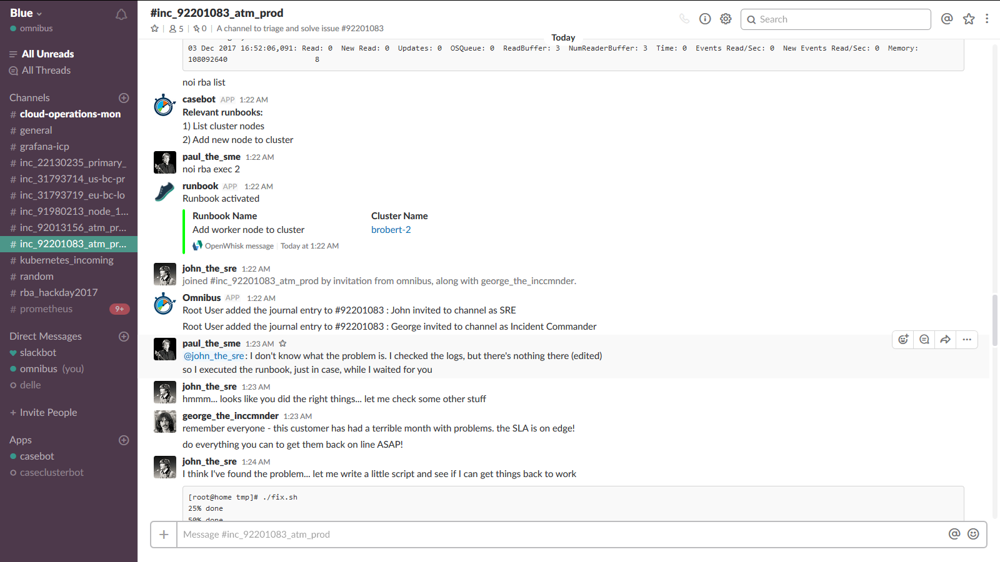 Blue
omnibus
All Unreads
All Threads
Channels
# cloud-operations-mon
# general
# grafana-icp
# inc_22130235_primary_
# inc_31793714_us-bc-pr
# inc_31793719_eu-bc-lo
# inc_91980213_node_1...
# inc_92013156_atm_pr...
# inc_92201083_atm_pr...
# kubernetes_incoming
# random
# rba_hackday2017
# prometheus 9+
Direct Messages
slackbot
omnibus (you)
delle
+ Invite People
Apps
casebot
caseclusterbot
#inc_92201083_atm_prod
5 | 0 | A channel to triage and solve issue #92201083
Search
Today
03 Dec 2017 16:52:06,091: Read: 0 New Read: 0 Updates: 0 OSQueue: 0 ReadBuffer: 3 NumReaderBuffer: 3 Time: 0 Events Read/Sec: 0 New Events Read/Sec: 0 Memory:
108092640 8
noi rba list
casebot APP 1:22 AM
Relevant runbooks:
1) List cluster nodes
2) Add new node to cluster
paul_the_sme 1:22 AM
noi rba exec 2
runbook APP 1:22 AM
Runbook activated
Runbook Name Cluster Name
Add worker node to cluster brobert-2
OpenWhisk message | Today at 1:22 AM
john_the_sre 1:22 AM
joined #inc_92201083_atm_prod by invitation from omnibus, along with george_the_inccmnder.
Omnibus APP 1:22 AM
Root User added the journal entry to #92201083 : John invited to channel as SRE
Root User added the journal entry to #92201083 : George invited to channel as Incident Commander
paul_the_sme 1:23 AM
@john_the_sre: I don't know what the problem is. I checked the logs, but there's nothing there (edited)
so I executed the runbook, just in case, while I waited for you
john_the_sre 1:23 AM
hmmm... looks like you did the right things... let me check some other stuff
george_the_inccmnder 1:23 AM
remember everyone - this customer has had a terrible month with problems. the SLA is on edge!
do everything you can to get them back on line ASAP!
john_the_sre 1:24 AM
I think I've found the problem... let me write a little script and see if I can get things back to work
[root@home tmp]# ./fix.sh
25% done
50% done
Message #inc_92201083_atm_prod